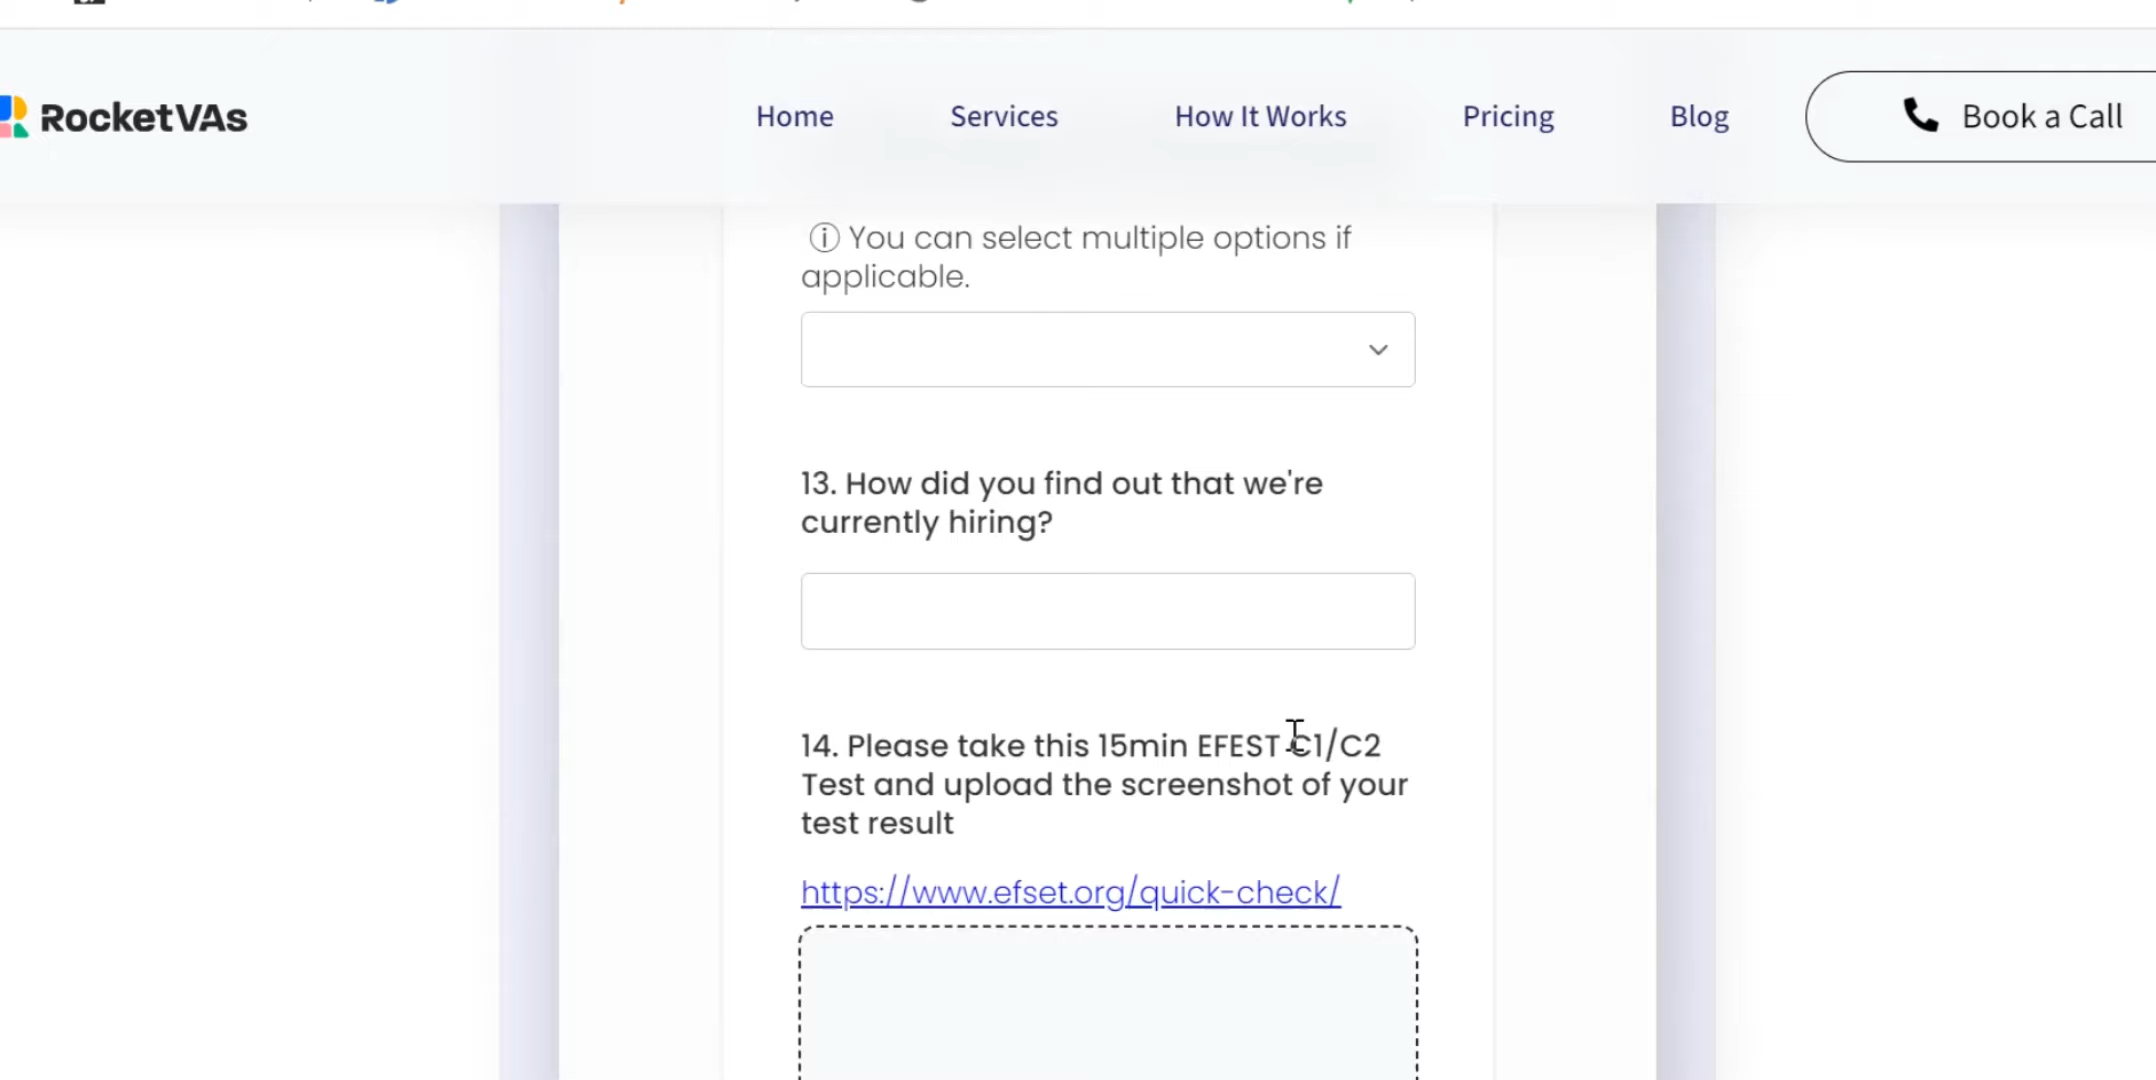 RocketVAs
Home
Services
How It Works
Pricing
Blog
Book a Call
You can select multiple options if
applicable.
13. How did you find out that we're
currently hiring?
14. Please take this 15min EFEST C1/C2
Test and upload the screenshot of your
test result
https://www.efset.org/quick-check/